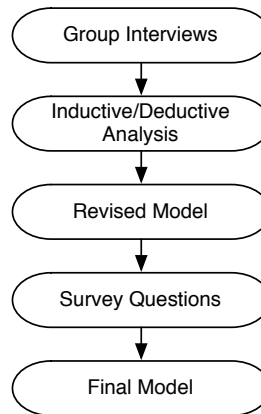 Group Interviews
Inductive/Deductive
Analysis
Revised Model
Survey Questions
Final Model